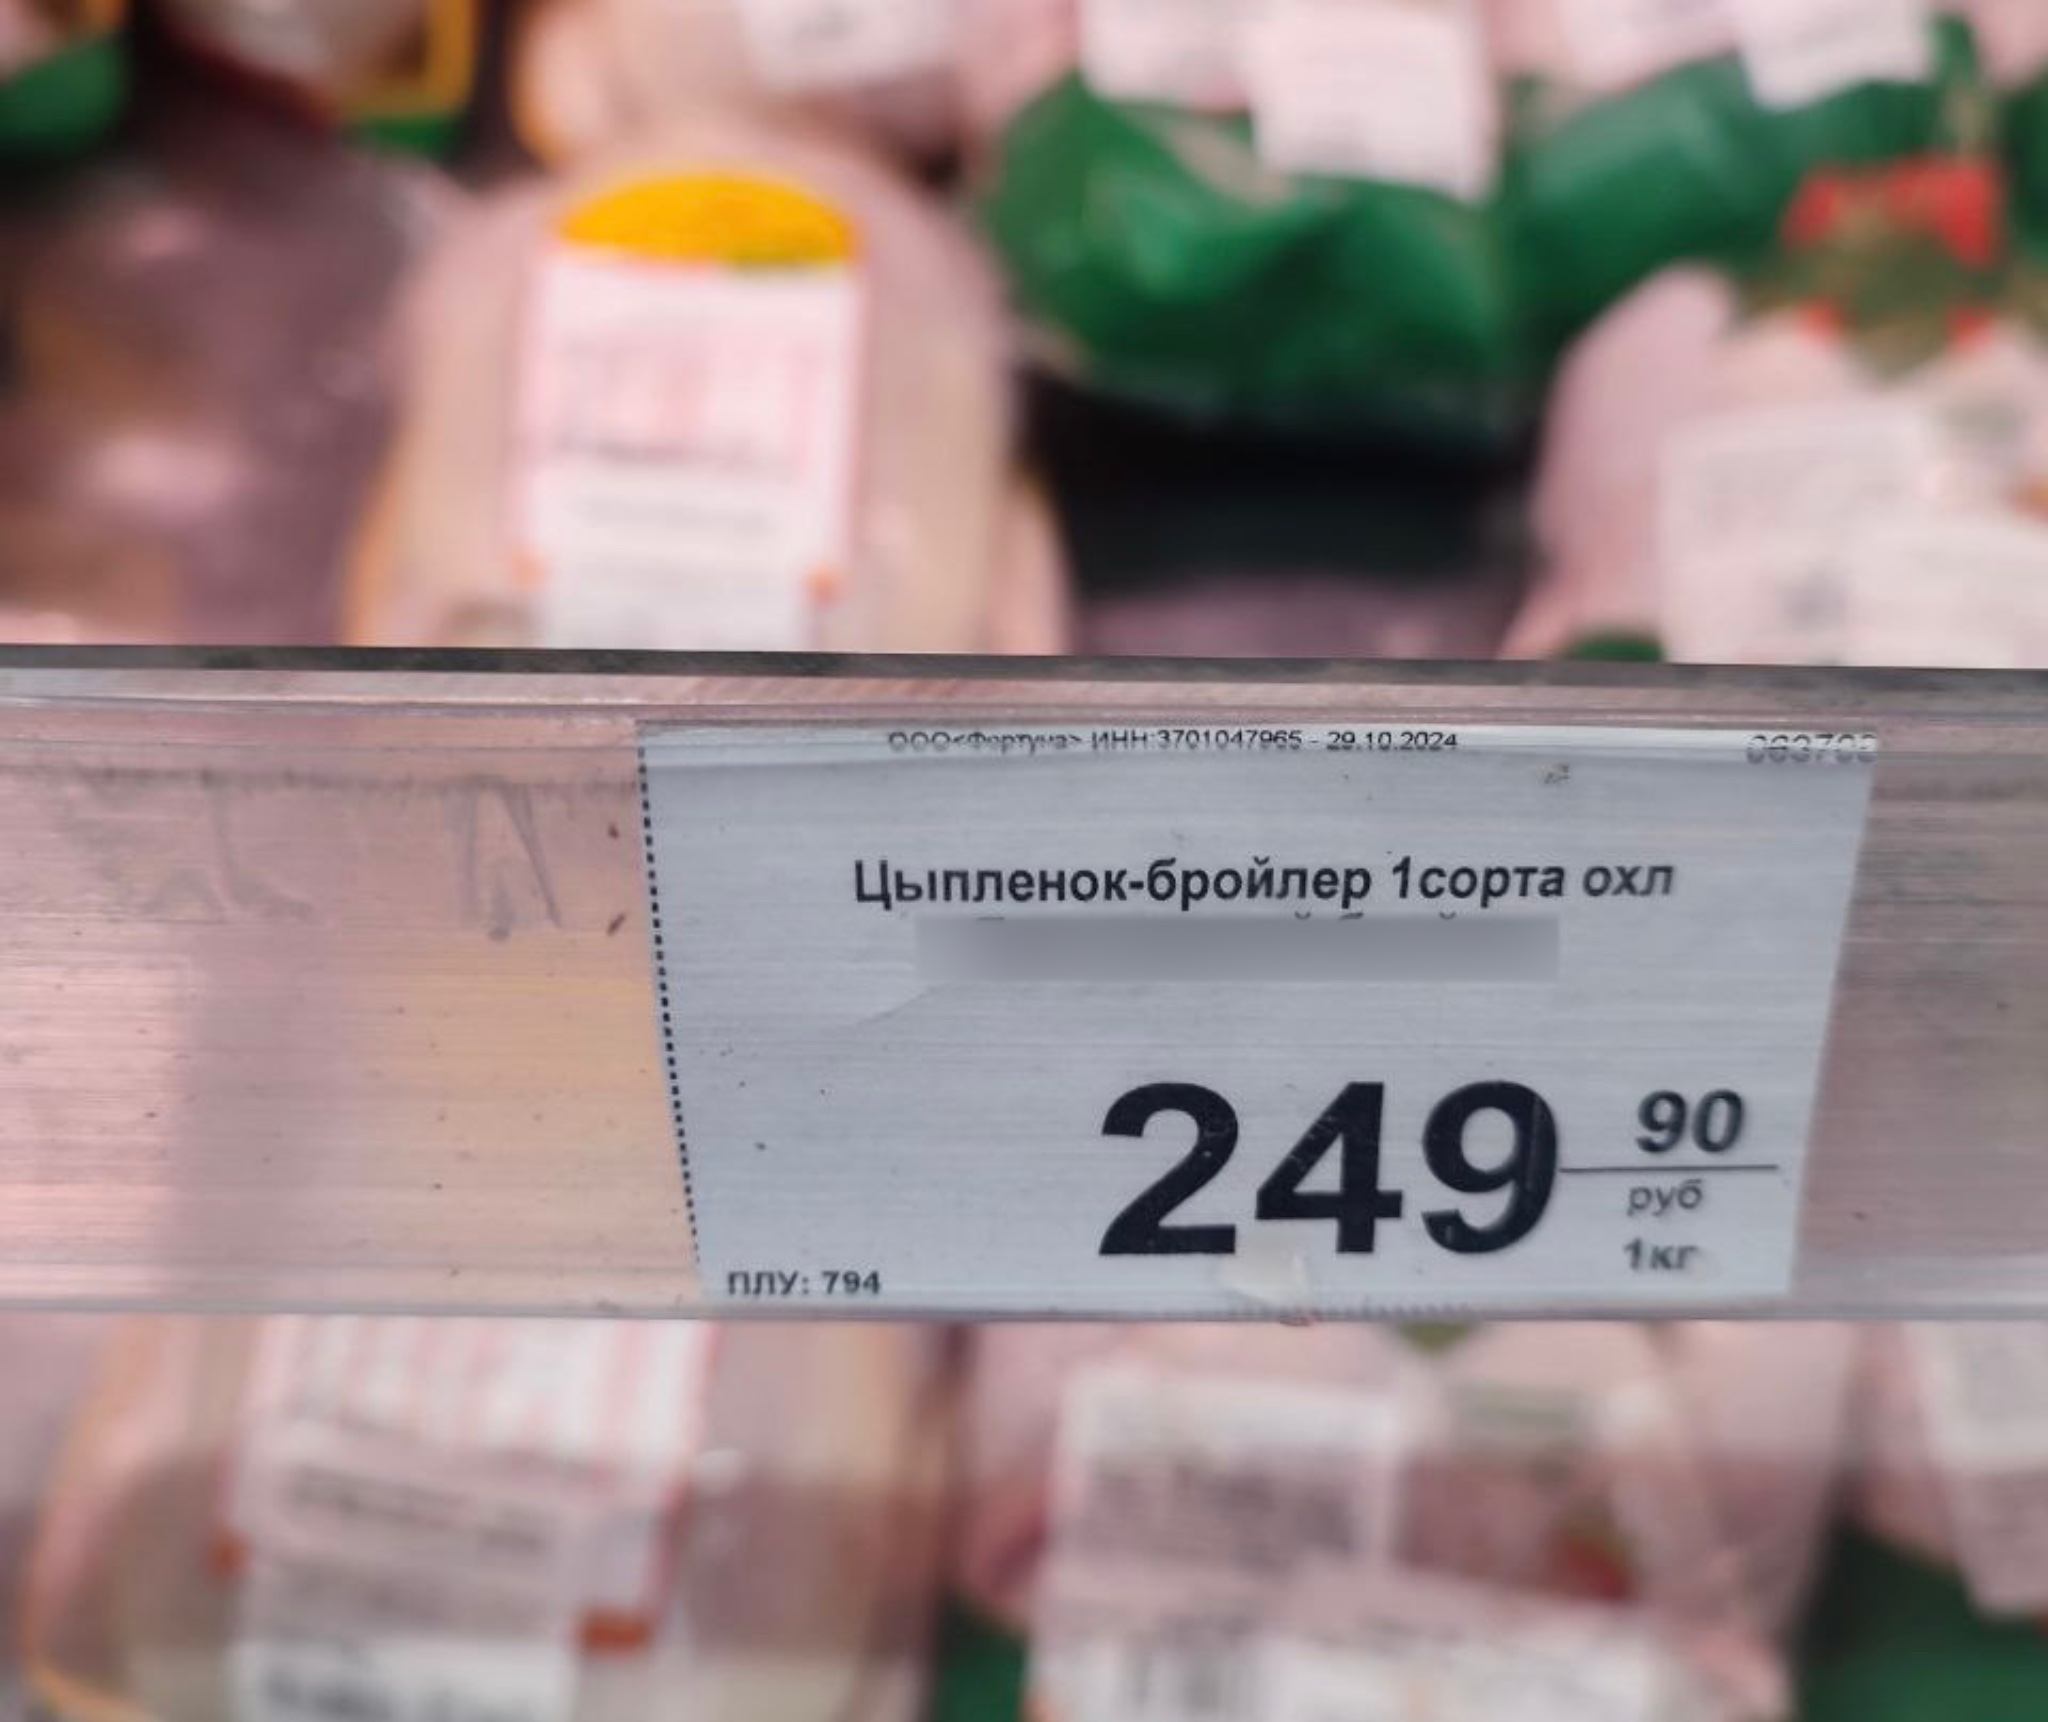 ООО<Фортуна> ИНН:3701047965 - 29.10.2024
Цыпленок-бройлер 1сорта охл
249 90
руб
1кг
ПЛУ: 794